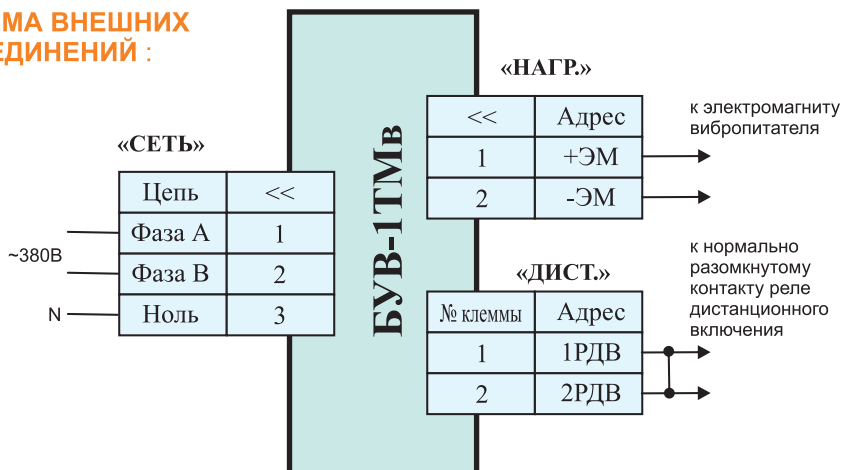 МА ВНЕШНИХ
ЕДИНЕНИЙ :
«СЕТЬ»
Цепь <<
Фаза А 1
Фаза В 2
Ноль 3
~380В
N
БУВ-1ТМв
«НАГР.»
<< Адрес
1 +ЭМ
2 -ЭМ
к электромагниту
вибропитателя
«ДИСТ.»
№ клеммы Адрес
1 1РДВ
2 2РДВ
к нормально
разомкнутому
контакту реле
дистанционного
включения